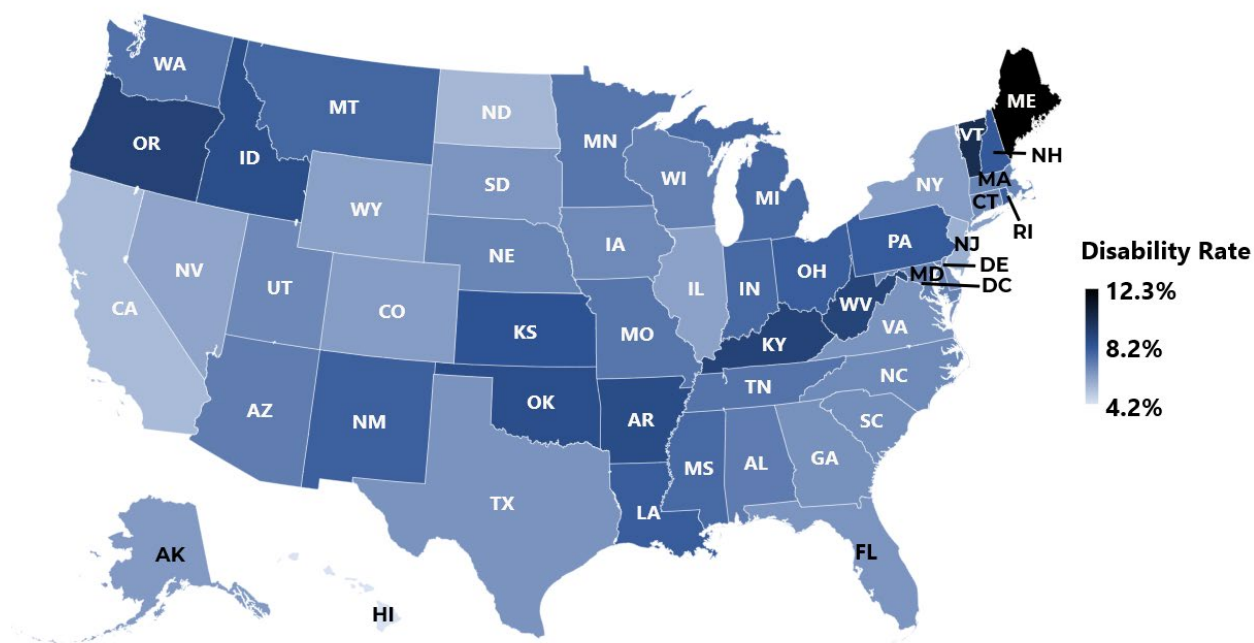 WA
MT
ND
MN
ME
OR
ID
SD
WI
MI
VT
NH
WY
NY
MA
CT
RI
NV
UT
CO
NE
IA
IL
IN
OH
PA
NJ
DE
MD
DC
CA
KS
MO
KY
WV
VA
AZ
NM
OK
AR
TN
NC
SC
TX
LA
MS
AL
GA
AK
HI
FL
Disability Rate
12.3%
8.2%
4.2%